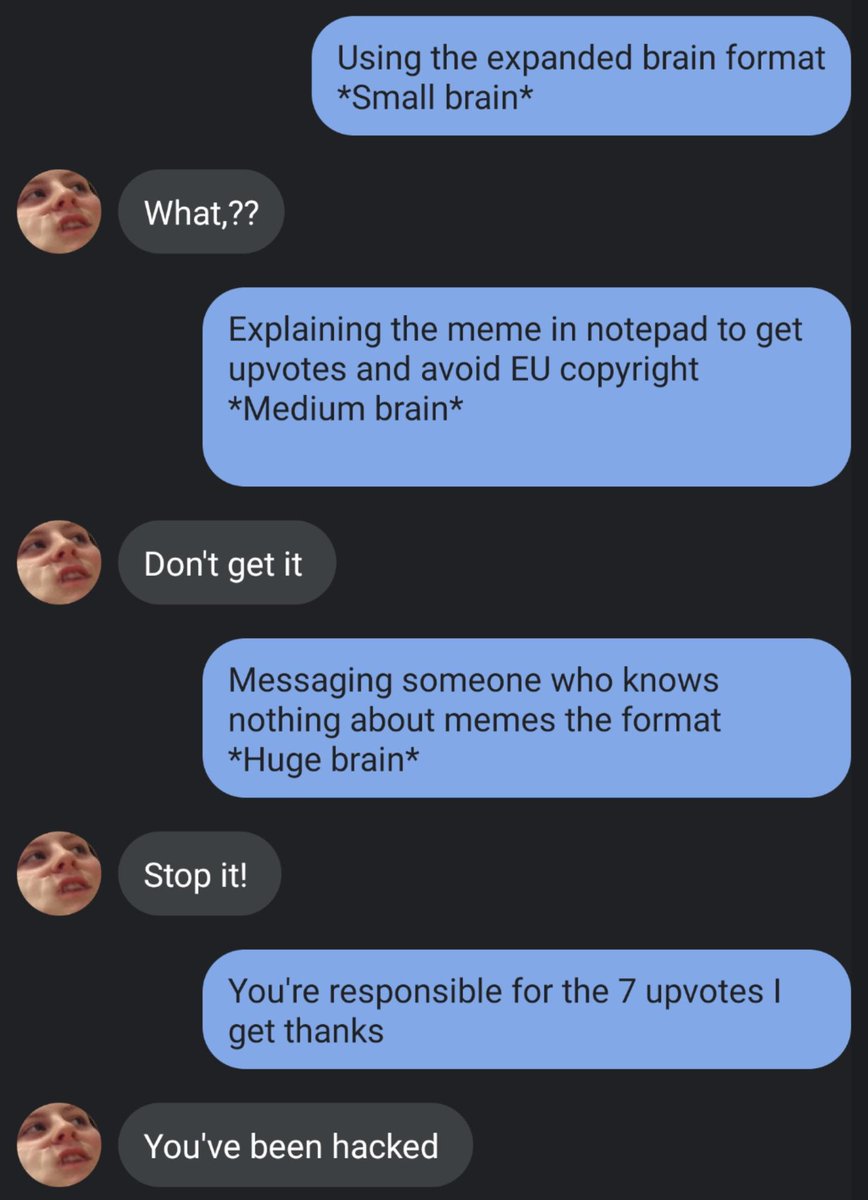 Using the expanded brain format
*Small brain*
What,??
Explaining the meme in notepad to get
upvotes and avoid EU copyright
*Medium brain*
Don't get it
Messaging someone who knows
nothing about memes the format
*Huge brain*
Stop it!
You're responsible for the 7 upvotes I
get thanks
You've been hacked